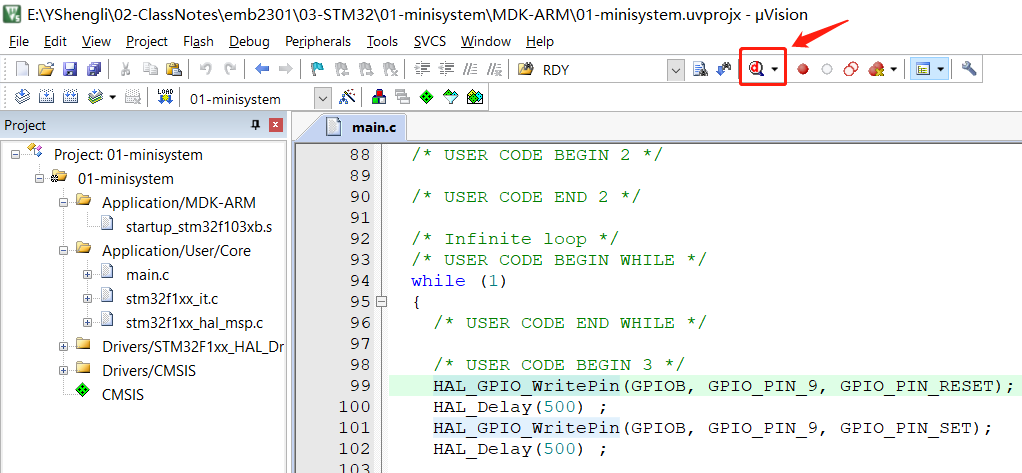 E:\YShengli\02-ClassNotes\emb2301\03-STM32\01-minisystem\MDK-ARM\01-minisystem.uvprojx - µVision
File Edit View Project Flash Debug Peripherals Tools SVCS Window Help
RDY
LOAD
01-minisystem
Project
main.c
Project: 01-minisystem
01-minisystem
Application/MDK-ARM
startup_stm32f103xb.s
Application/User/Core
main.c
stm32f1xx_it.c
stm32f1xx_hal_msp.c
Drivers/STM32F1xx_HAL_Dr
Drivers/CMSIS
CMSIS
88 /* USER CODE BEGIN 2 */
89
90 /* USER CODE END 2 */
91
92 /* Infinite loop */
93 /* USER CODE BEGIN WHILE */
94 while (1)
95 {
96 /* USER CODE END WHILE */
97
98 /* USER CODE BEGIN 3 */
99 HAL_GPIO_WritePin(GPIOB, GPIO_PIN_9, GPIO_PIN_RESET);
100 HAL_Delay(500) ;
101 HAL_GPIO_WritePin(GPIOB, GPIO_PIN_9, GPIO_PIN_SET);
102 HAL_Delay(500) ;
103